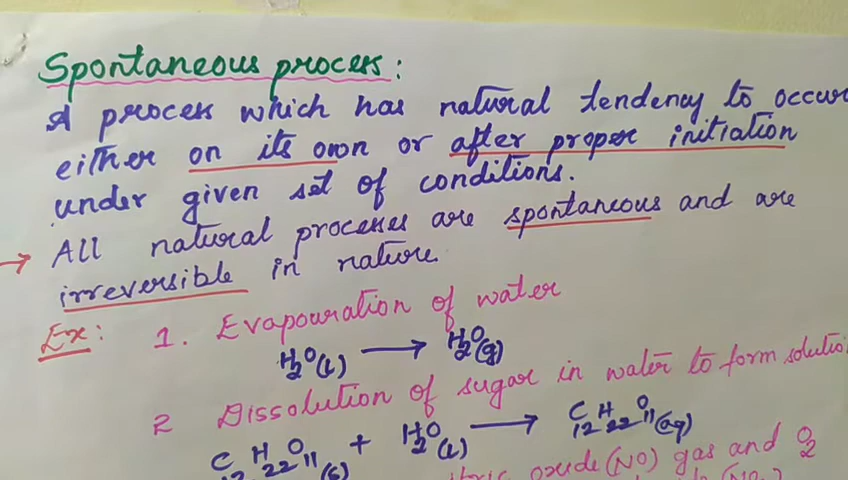 Spontaneous process:
A process which has natural tendency to occur
either on its own or after proper initiation
under given set of conditions.
→ All natural processes are spontaneous and are
irreversible in nature
Ex: 1. Evapouration of water
H2O(l) → H2O(g)
2 Dissolution of sugar in water to form solutio
C12H22O11(s) + H2O(l) → C12H22O11(aq)
oxide (NO) gas and O2